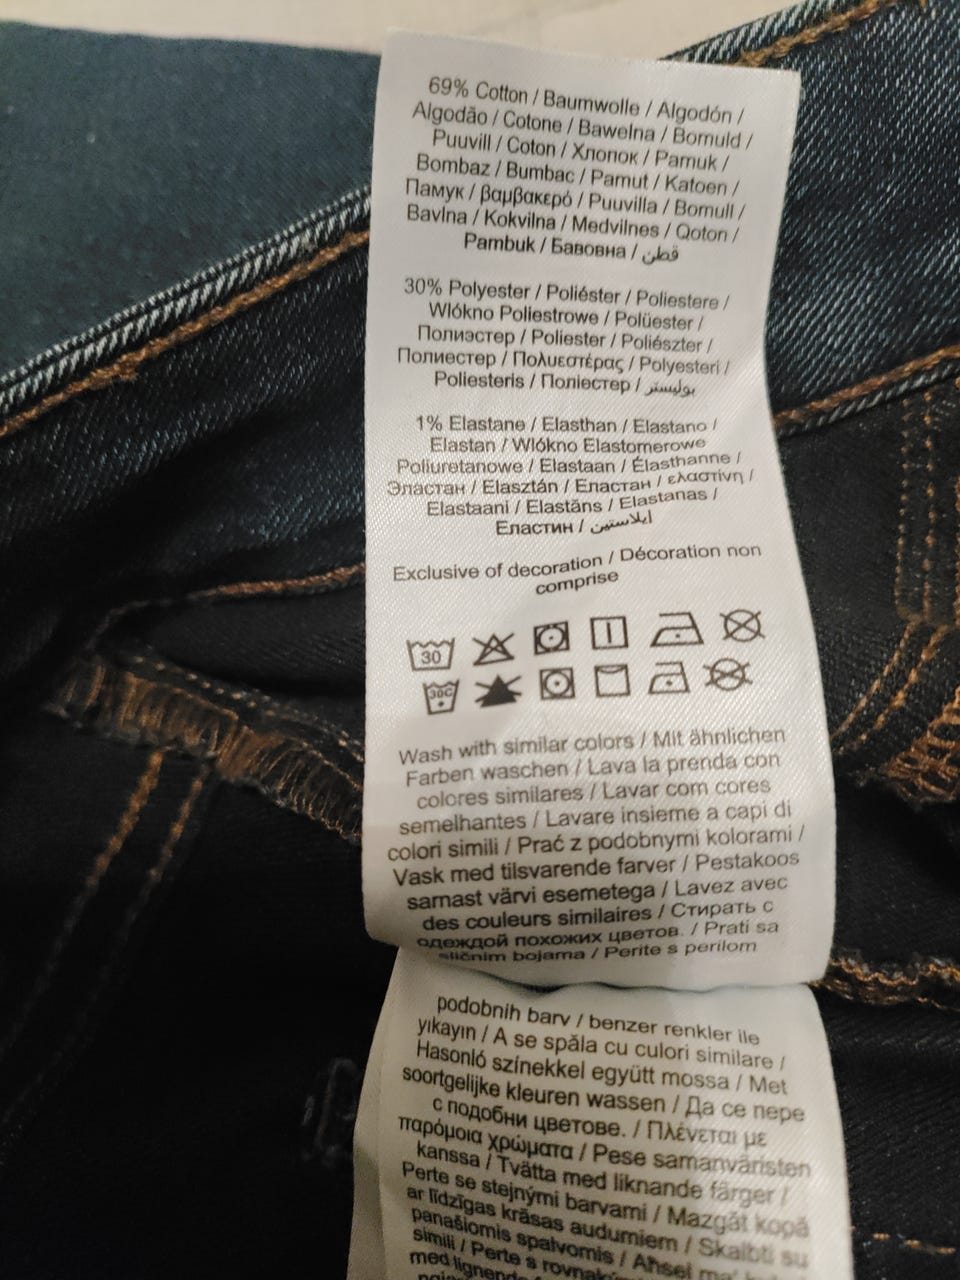 69% Cotton / Baumwolle / Algodón /
Algodão / Cotone / Bawełna / Bomuld /
Puuvill / Coton / Хлопок / Pamuk /
Bombaz / Bumbac / Pamut / Katoen /
Памук / βαμβακερό / Puuvilla / Bomull /
Bavlna / Kokvilna / Medvilnes / Qoton /
Pambuk / Бавовна / قطن
30% Polyester / Poliéster / Poliestere /
Wlókno Poliestrowe / Polüester /
Полиэстер / Poliester / Poliészter /
Полиестер / Πολυεστέρας / Polyesteri /
Poliesteris / Поліестер / بوليستر
1% Elastane / Elasthan / Elastano /
Elastan / Wlókno Elastomerowe
Poliuretanowe / Elastaan / Élasthanne /
Эластан / Elasztán / Еластан / ελαστίνη /
Elastaani / Elastāns / Elastanas /
Еластин / ايلاستين
Exclusive of decoration / Décoration non
comprise
30
30C
Wash with similar colors / Mit ähnlichen
Farben waschen / Lava la prenda con
colores similares / Lavar com cores
semelhantes / Lavare insieme a capi di
colori simili / Prać z podobnymi kolorami /
Vask med tilsvarende farver / Pestakoos
sarnast värvi esemetega / Lavez avec
des couleurs similaires / Стирать с
одеждой похожих цветов. / Prati sa
sličnim bojama / Perite s perilom
podobnih barv / benzer renkler ile
yıkayın / A se spăla cu culori similare /
Hasonló színekkel együtt mossa / Met
soortgelijke kleuren wassen / Да се пере
с подобни цветове. / Πλένεται με
παρόμοια χρώματα / Pese samanväristen
kanssa / Tvätta med liknande färger /
Perte se stejnými barvami / Mazgāt kopā
ar līdzīgas krāsas audumiem / Skalbti su
panašiomis spalvomis /
simili / Perte s
med lignende